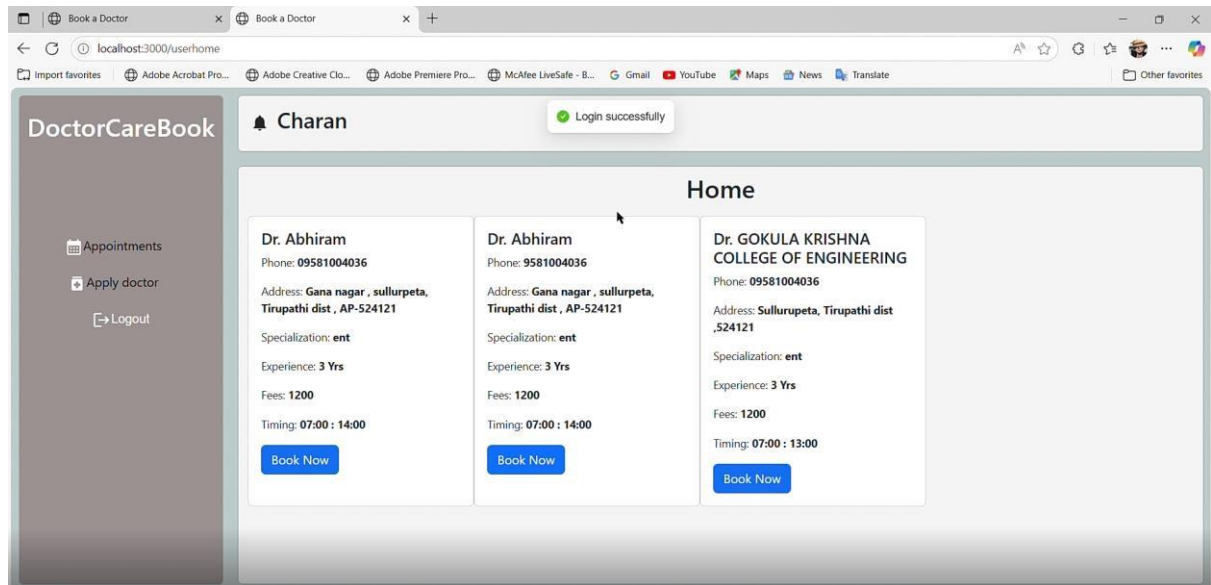 Book a Doctor
Book a Doctor
localhost:3000/userhome
Import favorites
Adobe Acrobat Pro...
Adobe Creative Clo...
Adobe Premiere Pro...
McAfee LiveSafe - B...
Gmail
YouTube
Maps
News
Translate
Other favorites
DoctorCareBook
Appointments
Apply doctor
Logout
Charan
Login successfully
Home
Dr. Abhiram
Phone: 09581004036
Address: Gana nagar , sullurpeta,
Tirupathi dist , AP-524121
Specialization: ent
Experience: 3 Yrs
Fees: 1200
Timing: 07:00 : 14:00
Book Now
Dr. Abhiram
Phone: 9581004036
Address: Gana nagar , sullurpeta,
Tirupathi dist , AP-524121
Specialization: ent
Experience: 3 Yrs
Fees: 1200
Timing: 07:00 : 14:00
Book Now
Dr. GOKULA KRISHNA
COLLEGE OF ENGINEERING
Phone: 09581004036
Address: Sullurupeta, Tirupathi dist
,524121
Specialization: ent
Experience: 3 Yrs
Fees: 1200
Timing: 07:00 : 13:00
Book Now